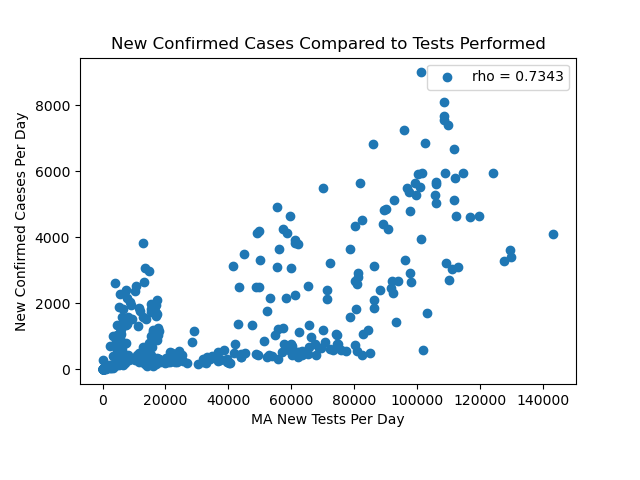 New Confirmed Cases Compared to Tests Performed
rho = 0.7343
New Confirmed Caeses Per Day
8000
6000
4000
2000
0
0 20000 40000 60000 80000 100000 120000 140000
MA New Tests Per Day